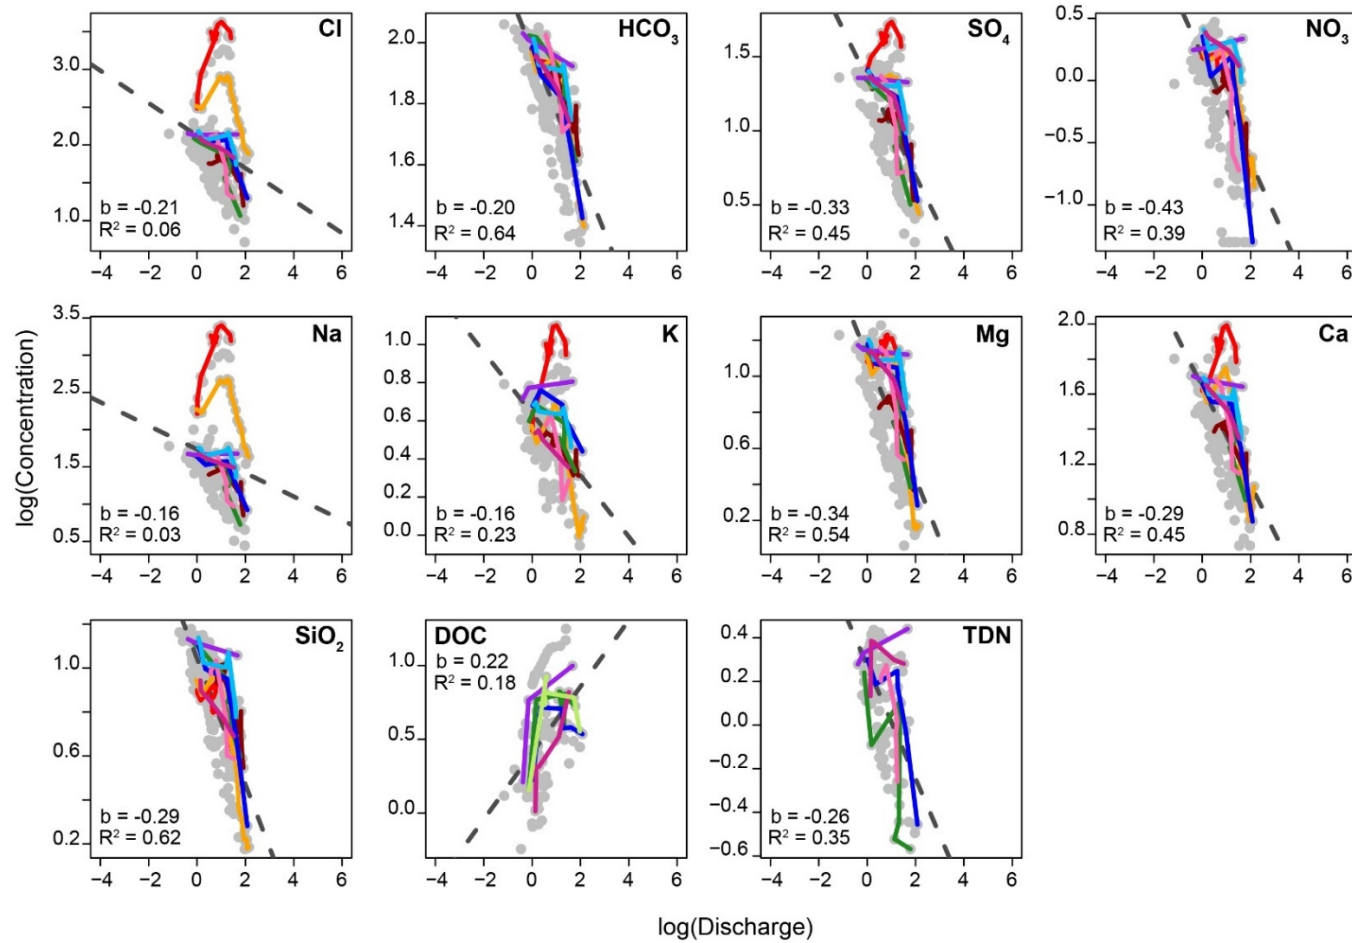 Cl
3.0
2.0
1.0
b = -0.21
R² = 0.06
−4 −2 0 2 4 6
HCO₃
2.0
1.8
1.6
1.4
b = -0.20
R² = 0.64
−4 −2 0 2 4 6
SO₄
1.5
1.0
0.5
b = -0.33
R² = 0.45
−4 −2 0 2 4 6
NO₃
0.5
0.0
−0.5
−1.0
b = -0.43
R² = 0.39
−4 −2 0 2 4 6
log(Concentration)
Na
3.5
2.5
1.5
0.5
b = -0.16
R² = 0.03
−4 −2 0 2 4 6
K
1.0
0.8
0.6
0.4
0.2
0.0
b = -0.16
R² = 0.23
−4 −2 0 2 4 6
Mg
1.0
0.6
0.2
b = -0.34
R² = 0.54
−4 −2 0 2 4 6
Ca
2.0
1.6
1.2
0.8
b = -0.29
R² = 0.45
−4 −2 0 2 4 6
SiO₂
1.0
0.6
0.2
b = -0.29
R² = 0.62
−4 −2 0 2 4 6
DOC
b = 0.22
R² = 0.18
1.0
0.5
0.0
−4 −2 0 2 4 6
TDN
0.4
0.2
0.0
−0.2
−0.4
−0.6
b = -0.26
R² = 0.35
−4 −2 0 2 4 6
log(Discharge)